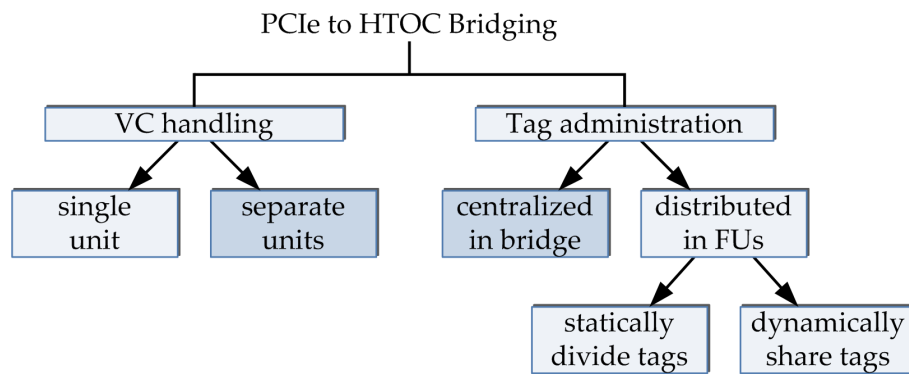 PCIe to HTOC Bridging
VC handling
Tag administration
single
unit
separate
units
centralized
in bridge
distributed
in FUs
statically
divide tags
dynamically
share tags